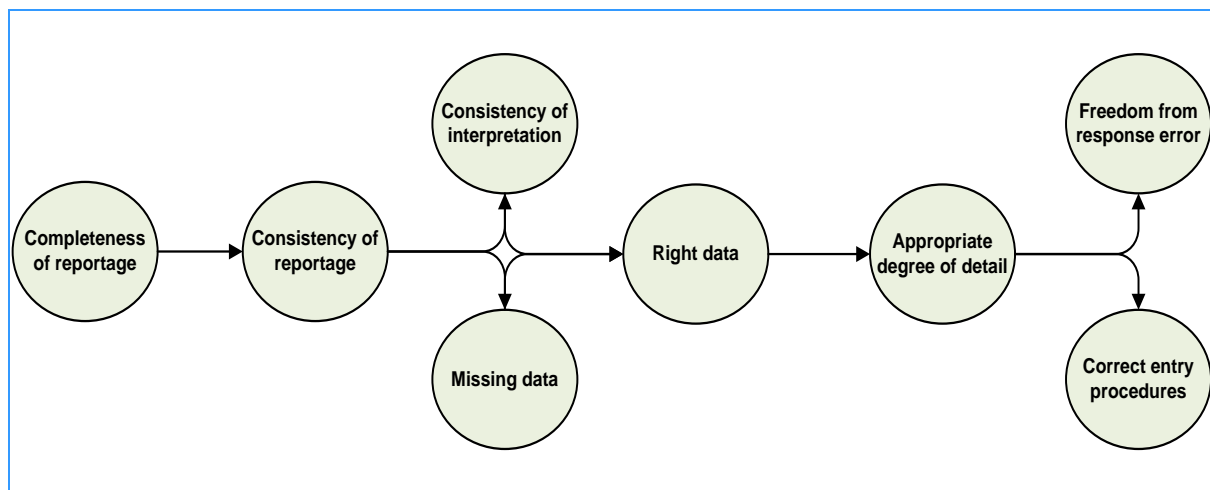 Completeness
of reportage
Consistency of
reportage
Consistency of
interpretation
Missing data
Right data
Appropriate
degree of detail
Freedom from
response error
Correct entry
procedures